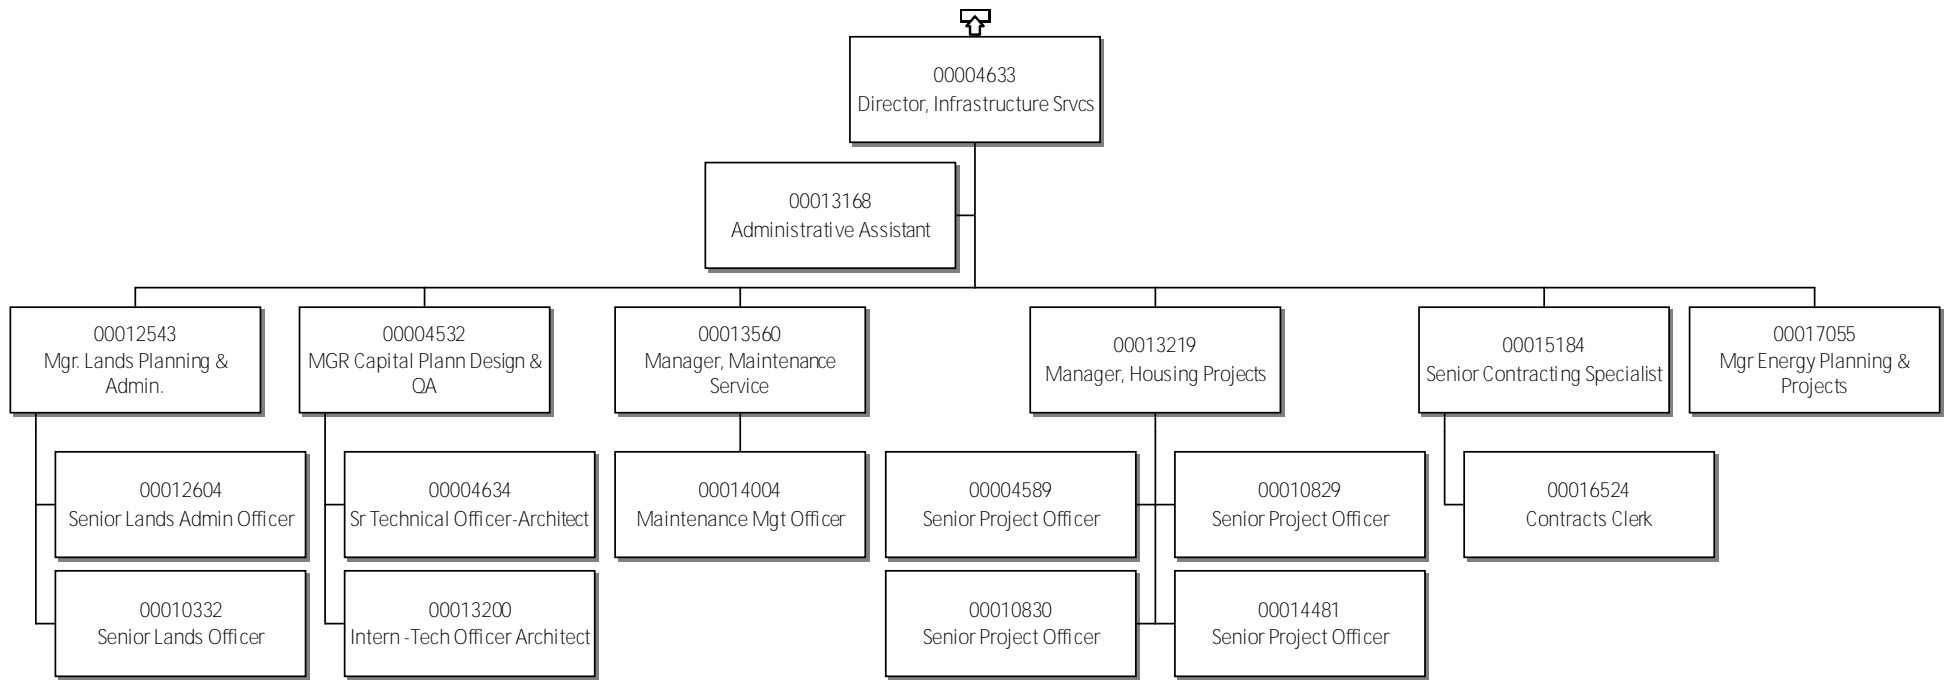 00004633
Director, Infrastructure Srvcs
00013168
Administrative Assistant
00012543
Mgr. Lands Planning &
Admin.
00004532
MGR Capital Plann Design &
QA
00013560
Manager, Maintenance
Service
00013219
Manager, Housing Projects
00015184
Senior Contracting Specialist
00017055
Mgr Energy Planning &
Projects
00012604
Senior Lands Admin Officer
00004634
Sr Technical Officer-Architect
00014004
Maintenance Mgt Officer
00004589
Senior Project Officer
00010829
Senior Project Officer
00016524
Contracts Clerk
00010332
Senior Lands Officer
00013200
Intern -Tech Officer Architect
00010830
Senior Project Officer
00014481
Senior Project Officer